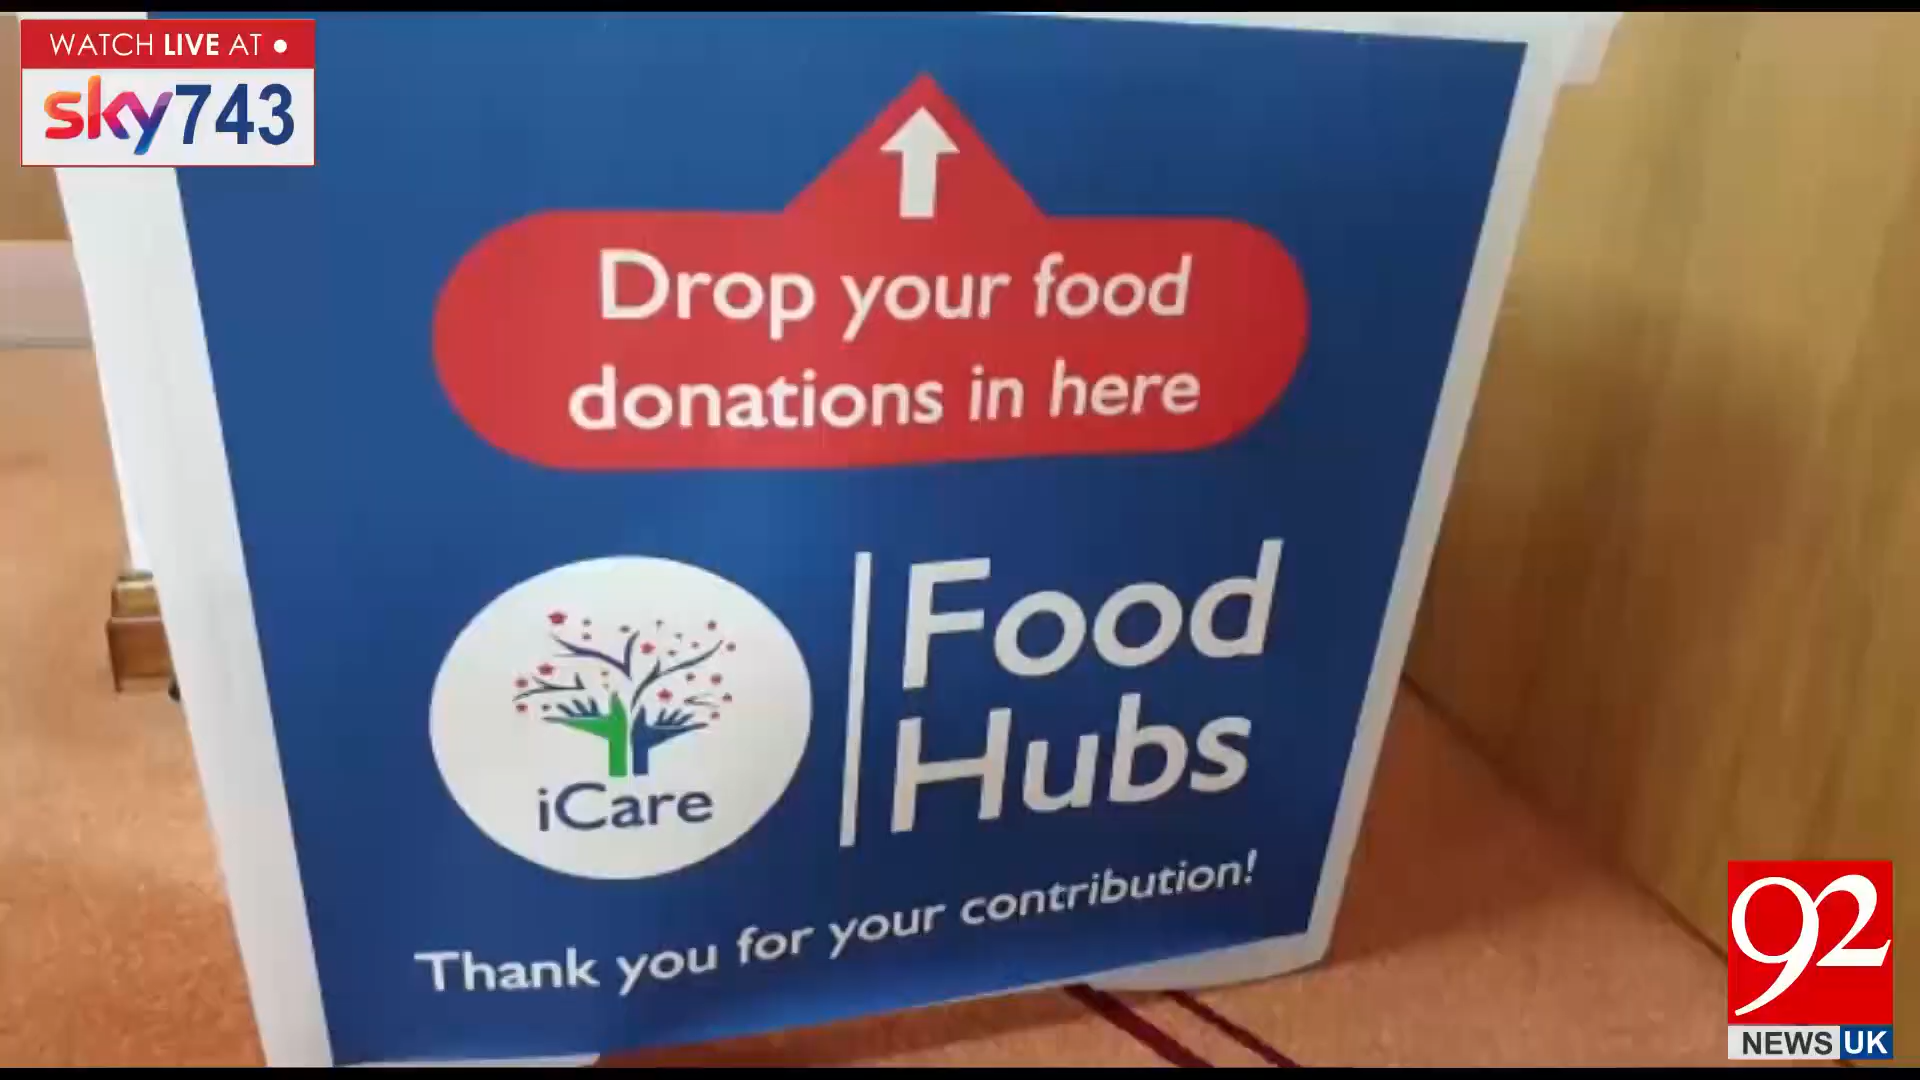 WATCH LIVE AT
sky743
Drop your food
donations in here
iCare
Food
Hubs
Thank you for your contribution!
92
NEWS UK